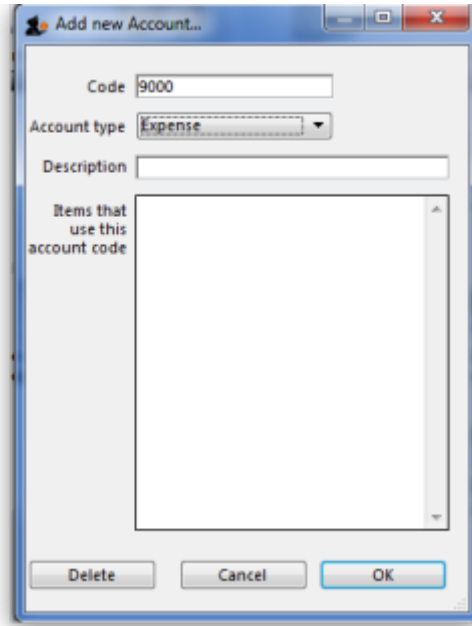 Add new Account...
Code 9000
Account type Expense
Description
Items that
use this
account code
Delete Cancel OK